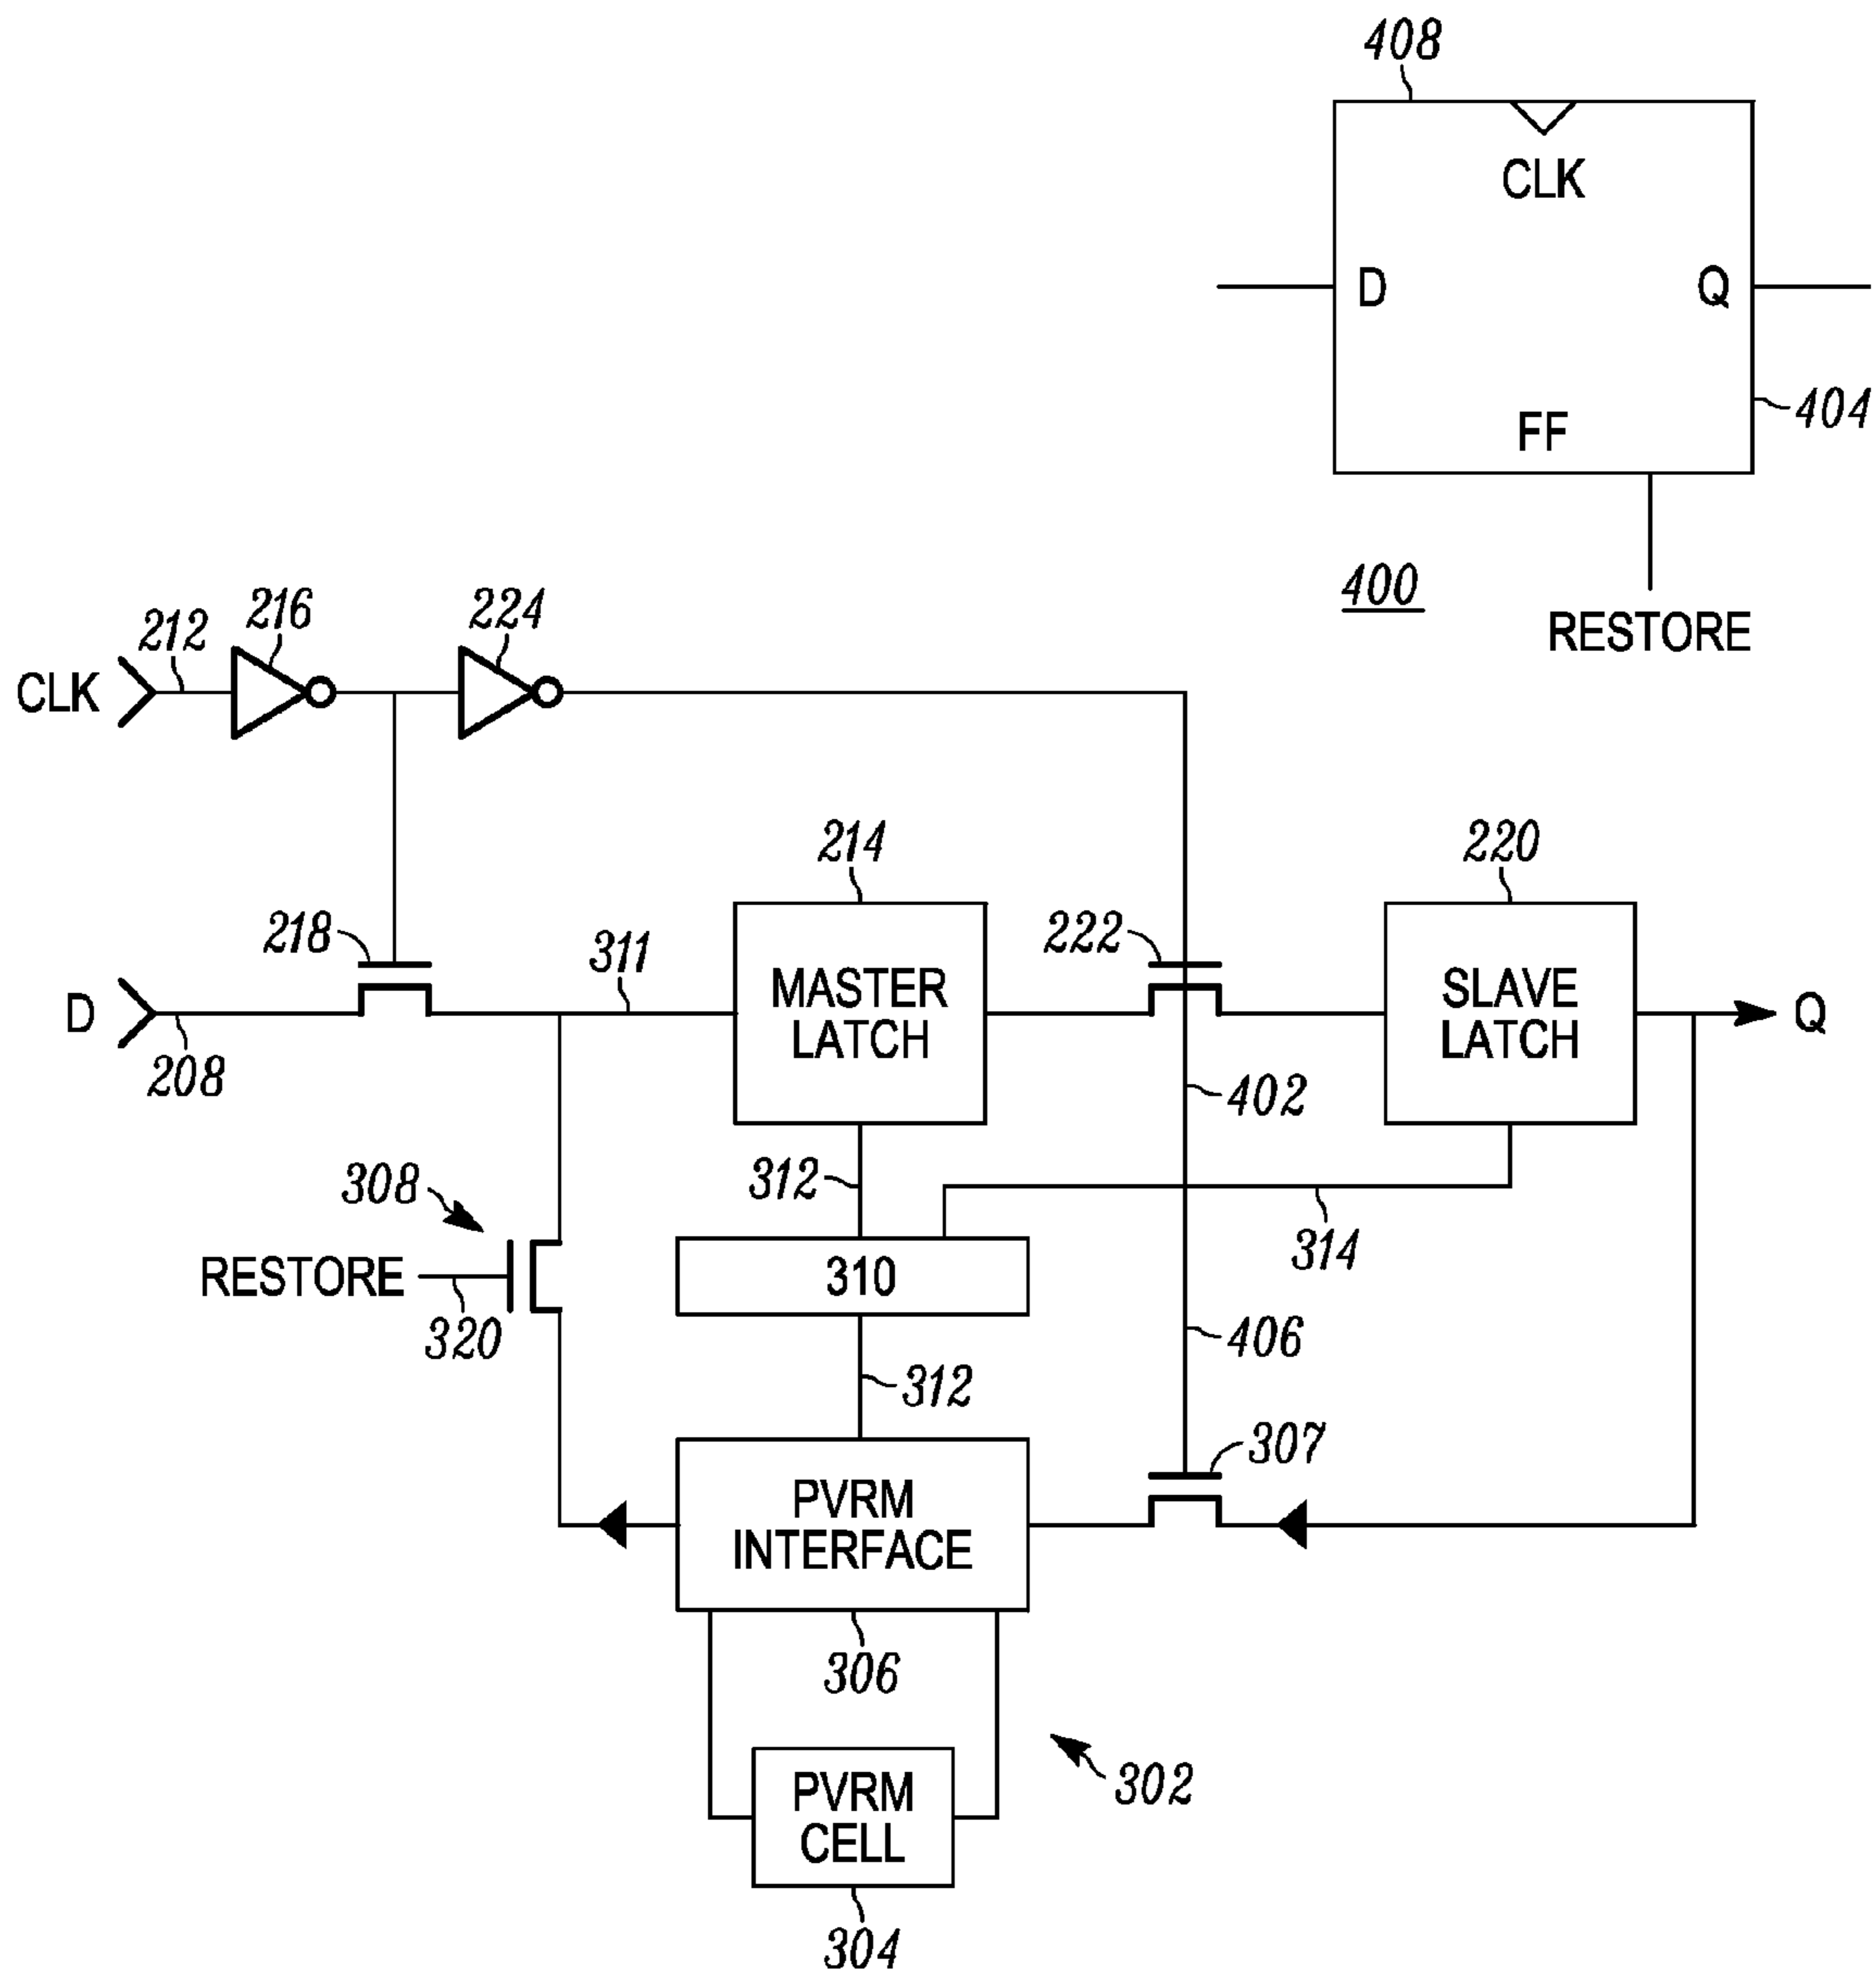 408
CLK
D
Q
404
FF
400
RESTORE
212
216
224
CLK
214
220
218
311
222
MASTER
LATCH
SLAVE
LATCH
D
Q
208
402
308
312
314
RESTORE
310
320
406
312
307
PVRM
INTERFACE
306
302
PVRM
CELL
304